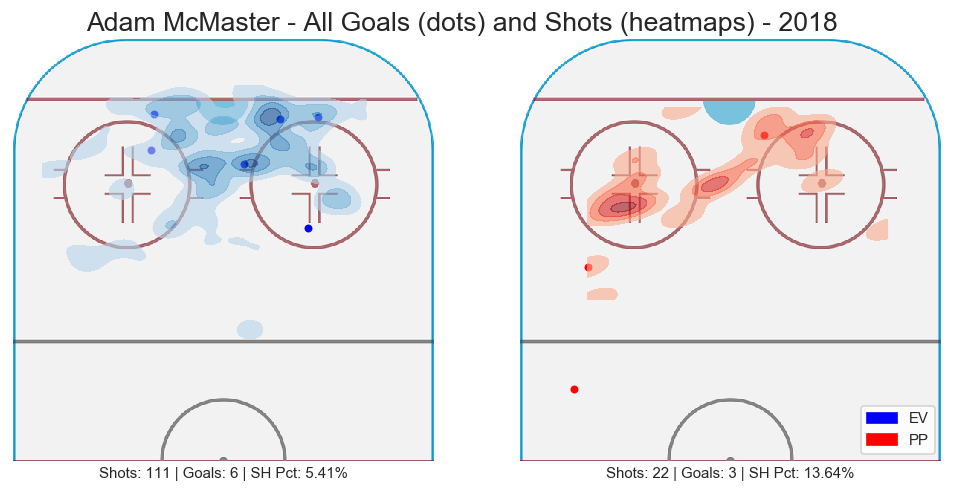 Adam McMaster - All Goals (dots) and Shots (heatmaps) - 2018
EV
PP
Shots: 111 | Goals: 6 | SH Pct: 5.41%
Shots: 22 | Goals: 3 | SH Pct: 13.64%